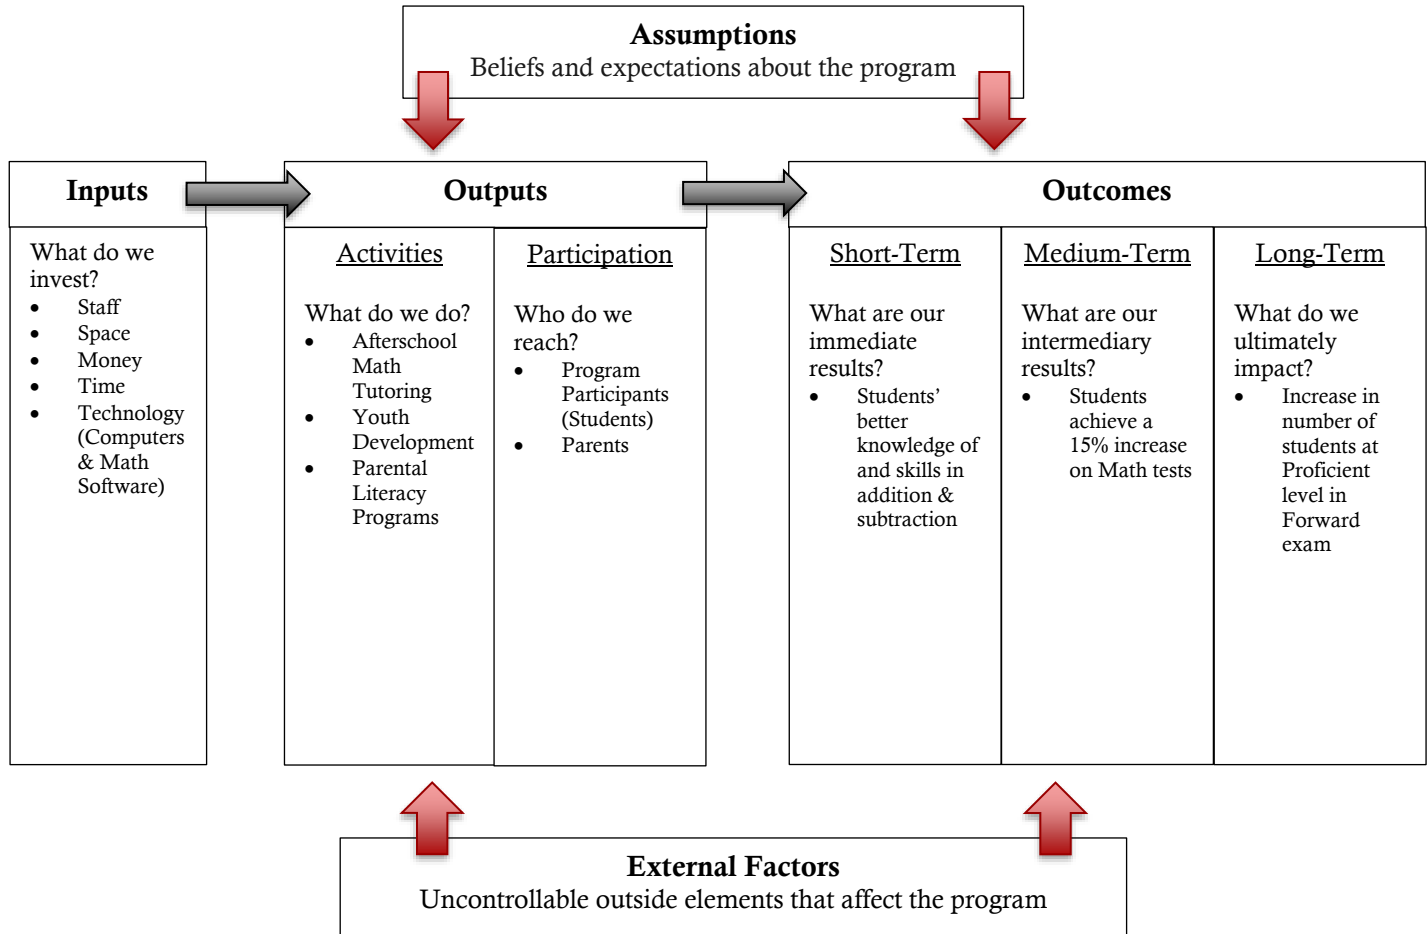 Assumptions
Beliefs and expectations about the program
Inputs
Outputs
Outcomes
What do we
invest?
• Staff
• Space
• Money
• Time
• Technology
(Computers
& Math
Software)
Activities
What do we do?
• Afterschool
Math
Tutoring
• Youth
Development
• Parental
Literacy
Programs
Participation
Who do we
reach?
• Program
Participants
(Students)
• Parents
Short-Term
What are our
immediate
results?
• Students’
better
knowledge of
and skills in
addition &
subtraction
Medium-Term
What are our
intermediary
results?
• Students
achieve a
15% increase
on Math tests
Long-Term
What do we
ultimately
impact?
• Increase in
number of
students at
Proficient
level in
Forward
exam
External Factors
Uncontrollable outside elements that affect the program